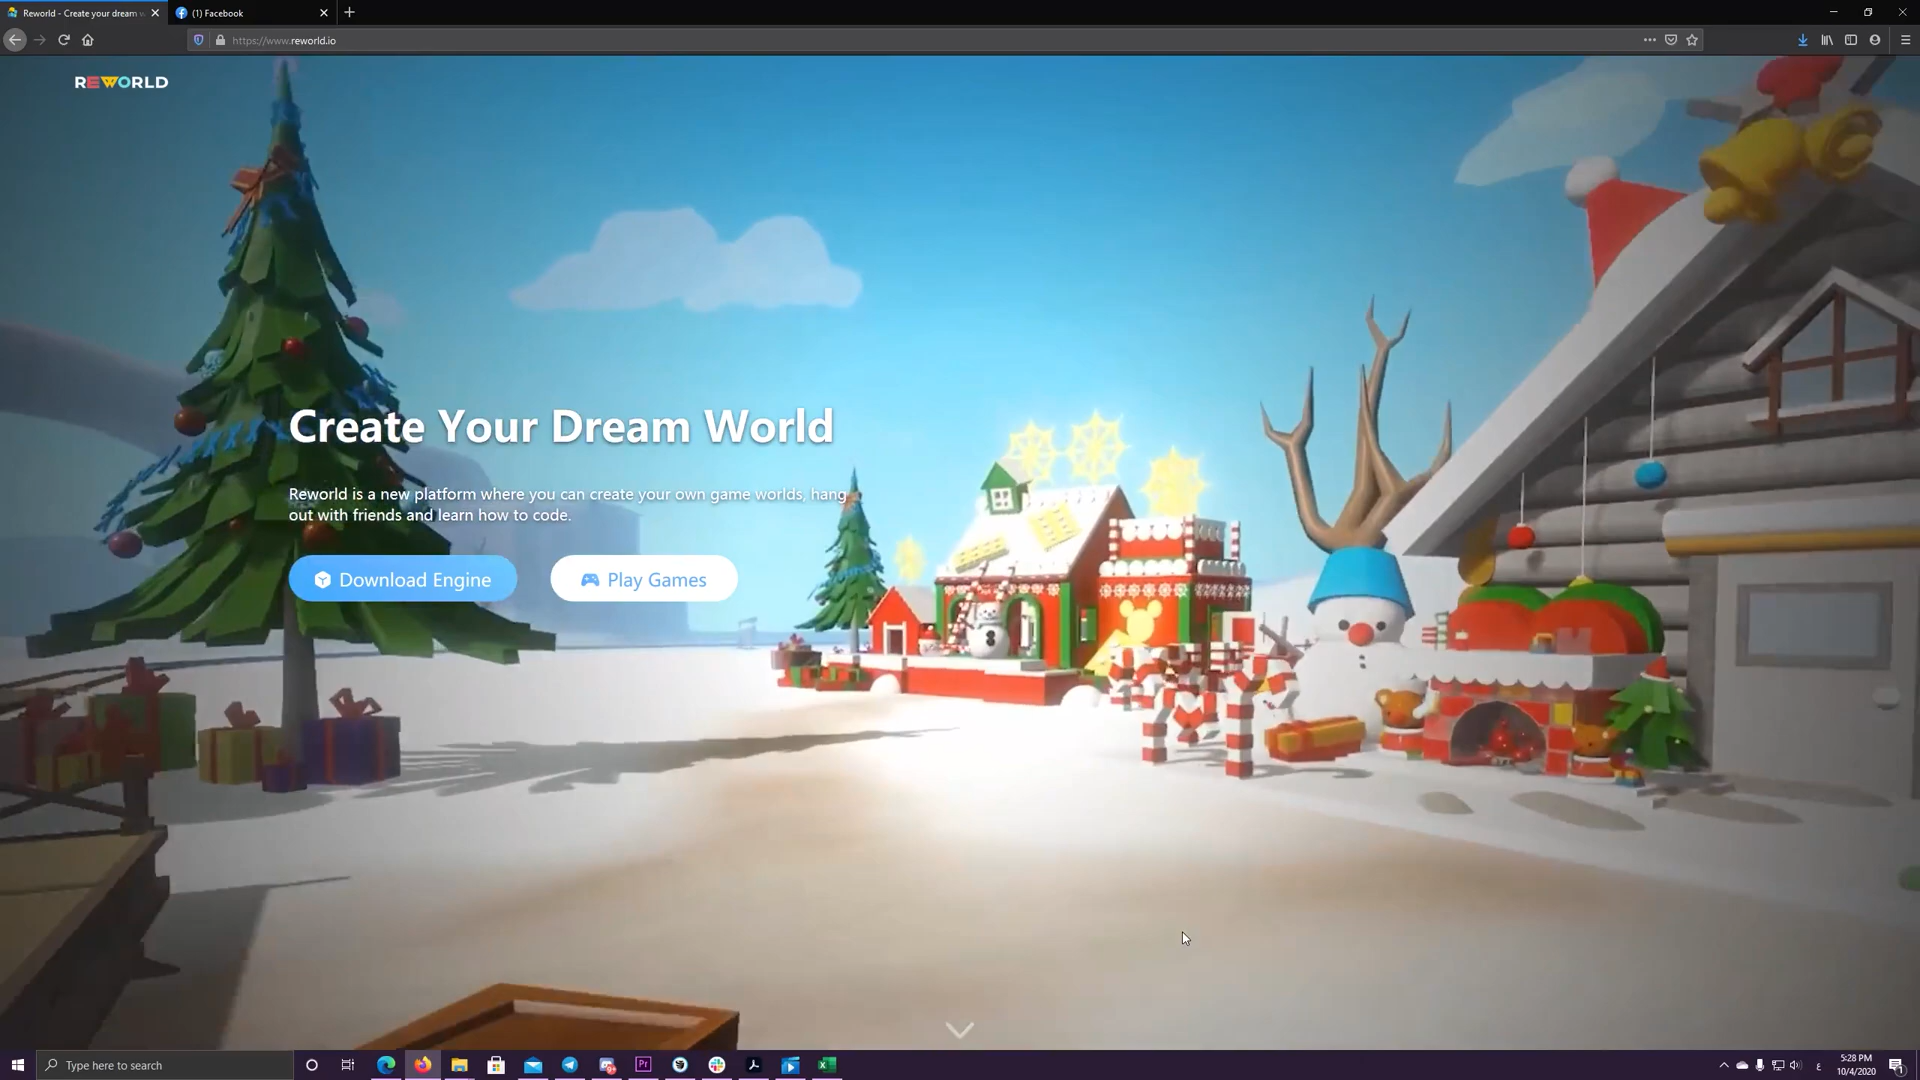 Reworld - Create your dream w
(1) Facebook
https://www.reworld.io
REWORLD
Create Your Dream World
Reworld is a new platform where you can create your own game worlds, hang
out with friends and learn how to code.
Download Engine
Play Games
Type here to search
Pr
ع
5:28 PM
10/4/2020